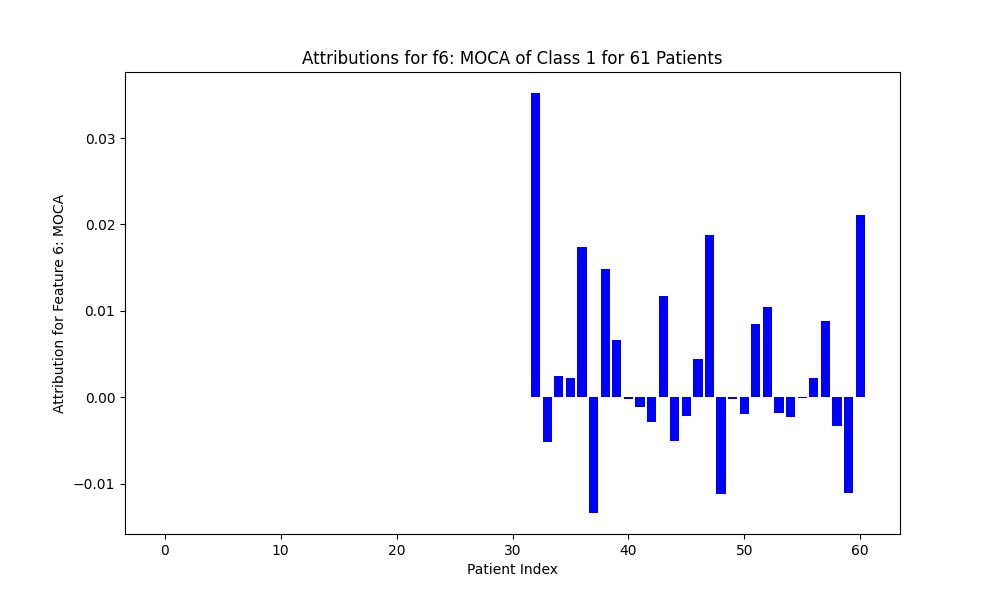 Attributions for f6: MOCA of Class 1 for 61 Patients
Attribution for Feature 6: MOCA
0.03
0.02
0.01
0.00
−0.01
0 10 20 30 40 50 60
Patient Index